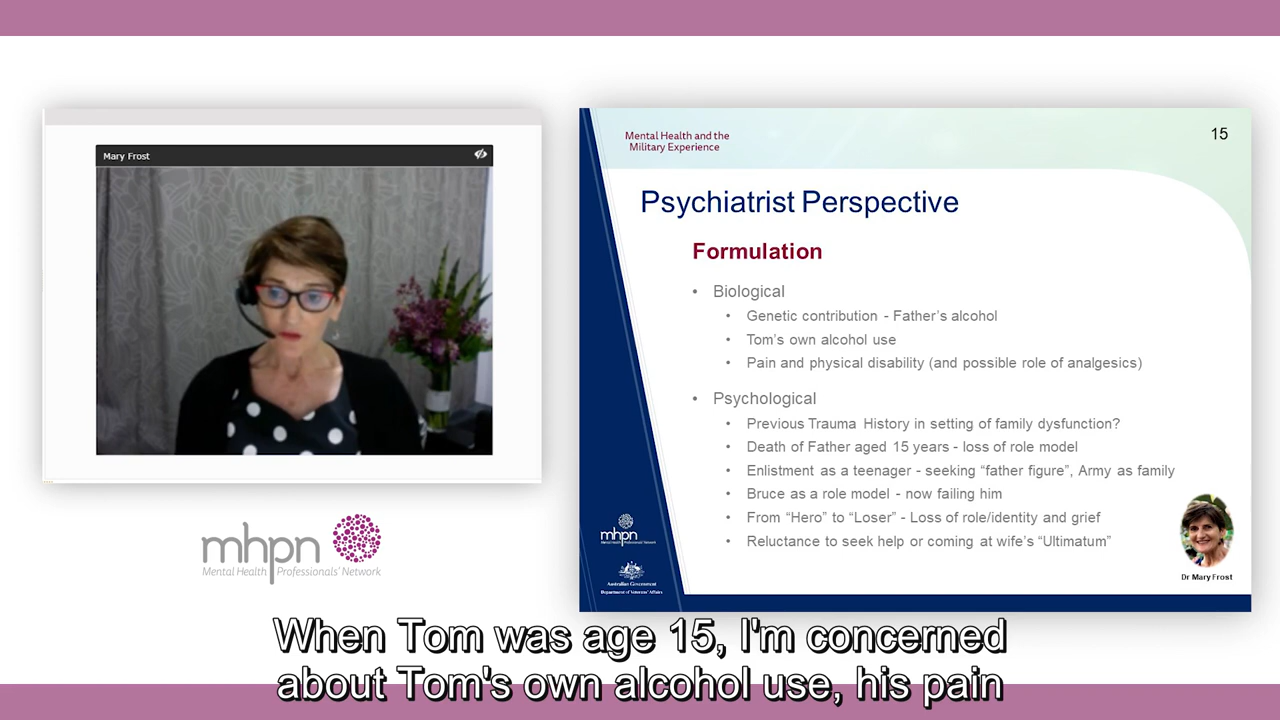 Mary Frost
mhpn
Mental Health Professionals' Network
Mental Health and the
Military Experience
15
Psychiatrist Perspective
Formulation
• Biological
• Genetic contribution - Father's alcohol
• Tom's own alcohol use
• Pain and physical disability (and possible role of analgesics)
• Psychological
• Previous Trauma History in setting of family dysfunction?
• Death of Father aged 15 years - loss of role model
• Enlistment as a teenager - seeking "father figure", Army as family
• Bruce as a role model - now failing him
• From "Hero" to "Loser" - Loss of role/identity and grief
• Reluctance to seek help or coming at wife's "Ultimatum"
mhpn
Mental Health Professionals' Network
Australian Government
Department of Veterans' Affairs
Dr Mary Frost
When Tom was age 15, I'm concerned
about Tom's own alcohol use, his pain